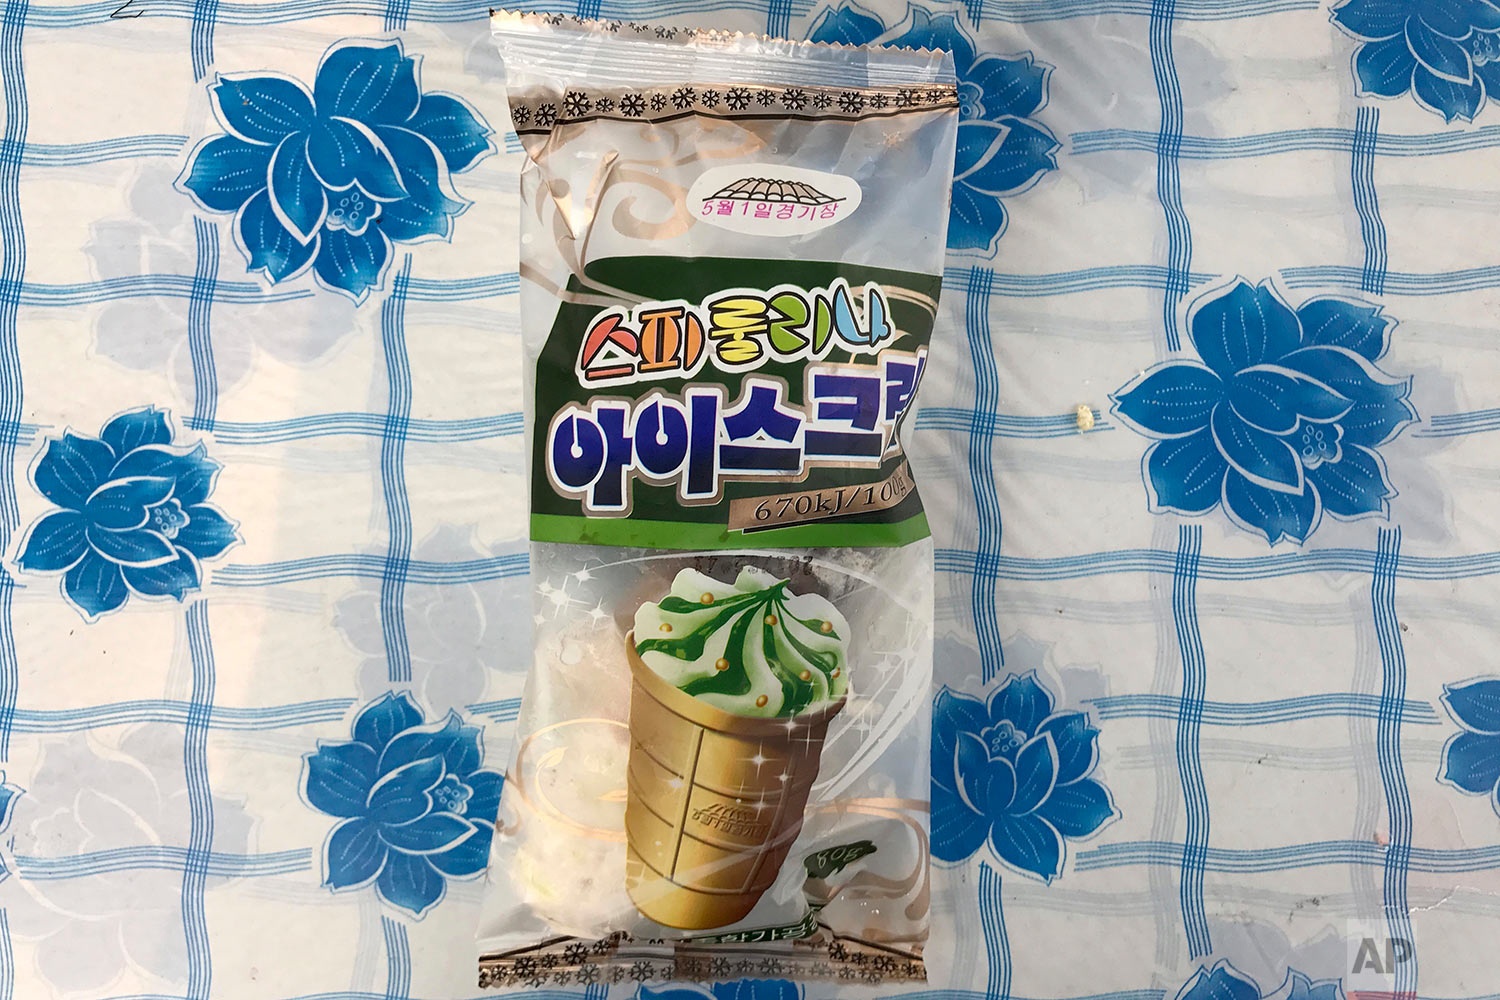 5월1일경기장
스피룰리나
아이스크림
670kJ/100g
80g
AP